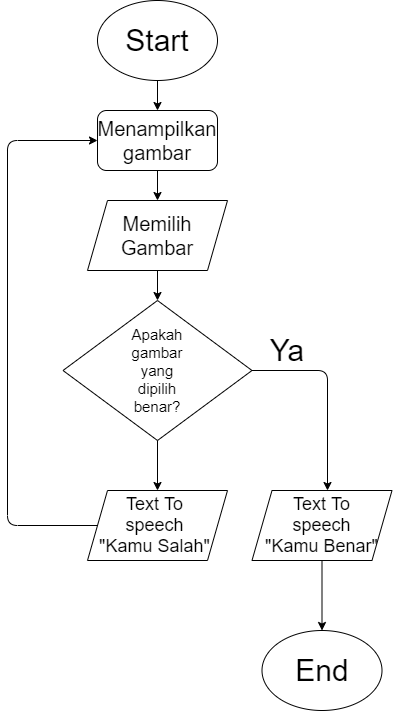 Start
Menampilkan
gambar
Memilih
Gambar
Apakah
gambar
yang
dipilih
benar?
Ya
Text To
speech
"Kamu Salah"
Text To
speech
"Kamu Benar"
End